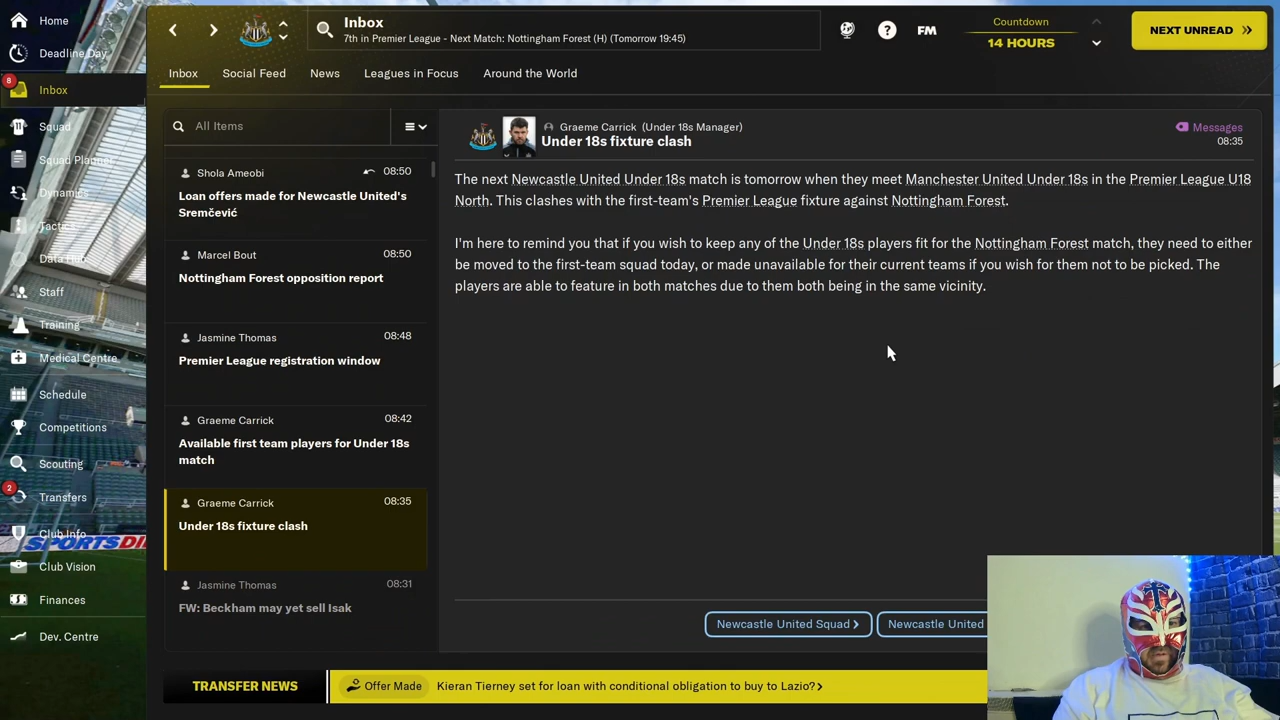 Home
Deadline Day
8
Inbox
Squad
Squad Planner
Dynamics
Tactics
Data Hub
Staff
Training
Medical Centre
Schedule
Competitions
Scouting
2
Transfers
Club Info
SPORTS DI
Club Vision
Finances
Dev. Centre
Inbox
7th in Premier League - Next Match: Nottingham Forest (H) (Tomorrow 19:45)
?
FM
Countdown
14 HOURS
NEXT UNREAD
Inbox
Social Feed
News
Leagues in Focus
Around the World
All Items
Shola Ameobi
08:50
Loan offers made for Newcastle United's
Sremčević
Marcel Bout
08:50
Nottingham Forest opposition report
Jasmine Thomas
08:48
Premier League registration window
Graeme Carrick
08:42
Available first team players for Under 18s
match
Graeme Carrick
08:35
Under 18s fixture clash
Jasmine Thomas
08:31
FW: Beckham may yet sell Isak
Graeme Carrick (Under 18s Manager)
Under 18s fixture clash
Messages
08:35
The next Newcastle United Under 18s match is tomorrow when they meet Manchester United Under 18s in the Premier League U18
North. This clashes with the first-team's Premier League fixture against Nottingham Forest.
I'm here to remind you that if you wish to keep any of the Under 18s players fit for the Nottingham Forest match, they need to either
be moved to the first-team squad today, or made unavailable for their current teams if you wish for them not to be picked. The
players are able to feature in both matches due to them both being in the same vicinity.
Newcastle United Squad
Newcastle United
TRANSFER NEWS
Offer Made
Kieran Tierney set for loan with conditional obligation to buy to Lazio?